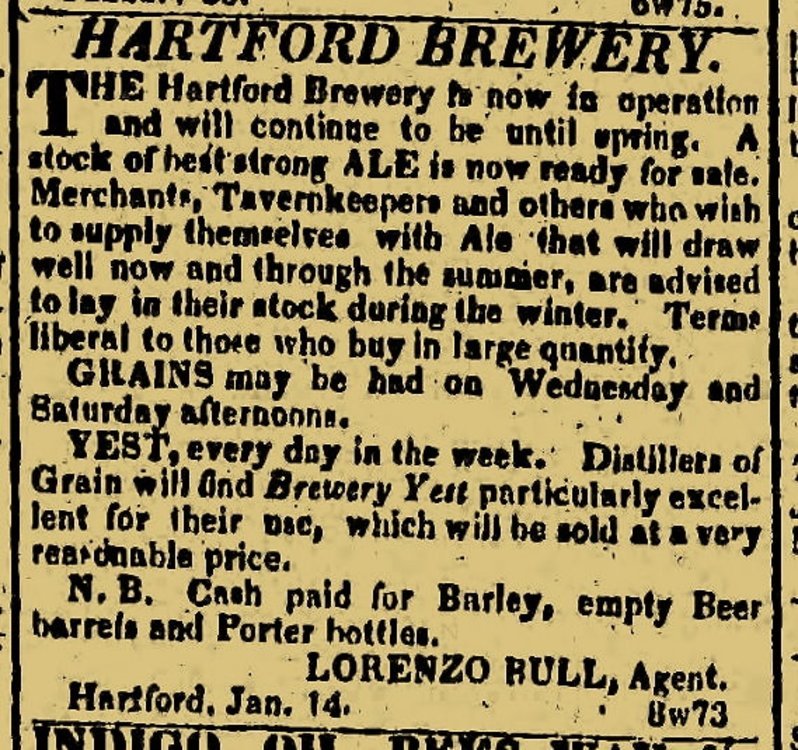 6w75.
HARTFORD BREWERY.
THE Hartford Brewery is now in operation
and will continue to be until spring. A
stock of best strong ALE is now ready for sale.
Merchants, Tavernkeepers and others who wish
to supply themselves with Ale that will draw
well now and through the summer, are advised
to lay in their stock during the winter. Terms
liberal to those who buy in large quantity.
GRAINS may be had on Wednesday and
Saturday afternoons.
YEST, every day in the week. Distillers of
Grain will find Brewery Yest particularly excel-
lent for their use, which will be sold at a very
reasonable price.
N. B. Cash paid for Barley, empty Beer
barrels and Porter bottles.
LORENZO BULL, Agent.
Hartford, Jan. 14. 8w73
INDIGO, OIL,